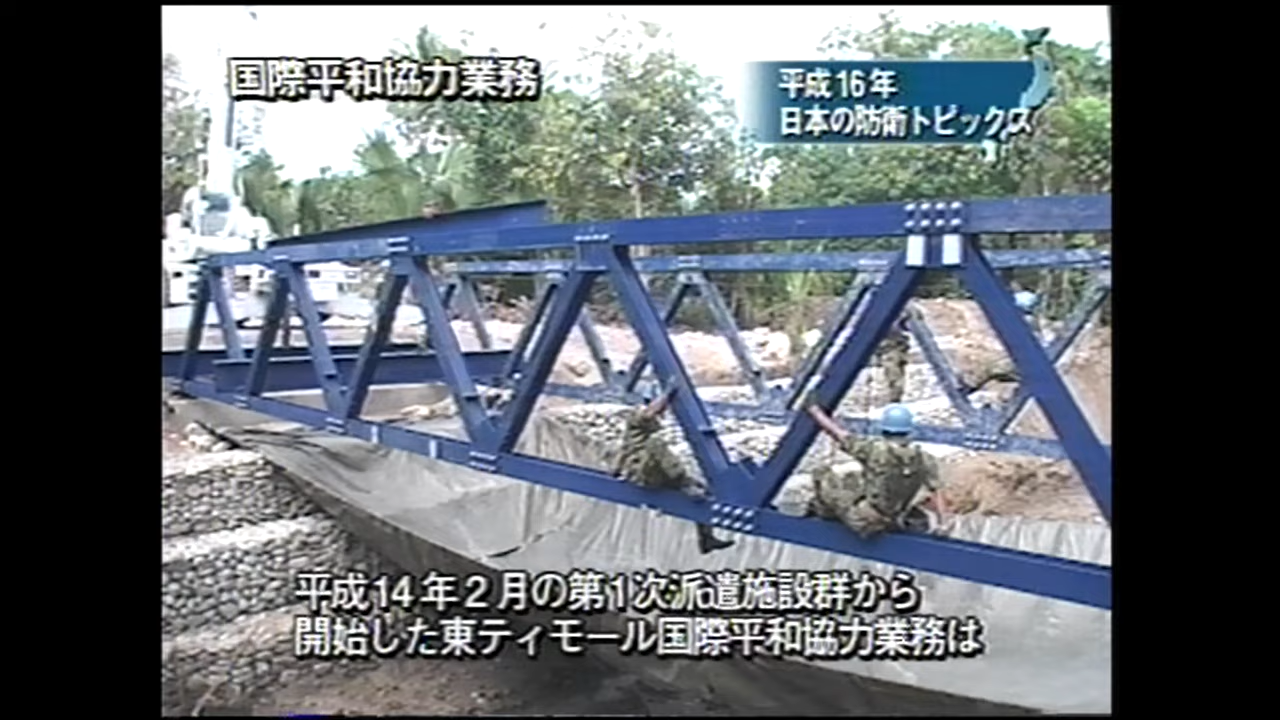 国際平和協力業務
平成16年
日本の防衛トピックス
平成14年2月の第1次派遣施設群から
開始した東ティモール国際平和協力業務は